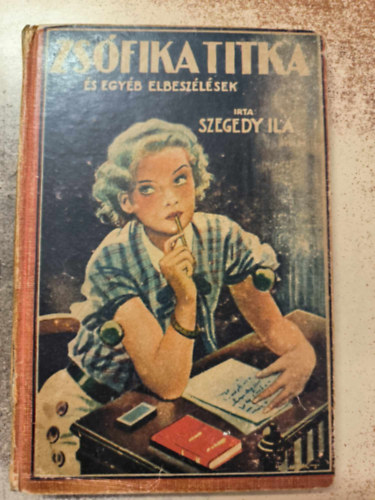 ZSÓFIKA TITKA
ÉS EGYÉB ELBESZÉLÉSEK
IRTA
SZEGEDY ILA